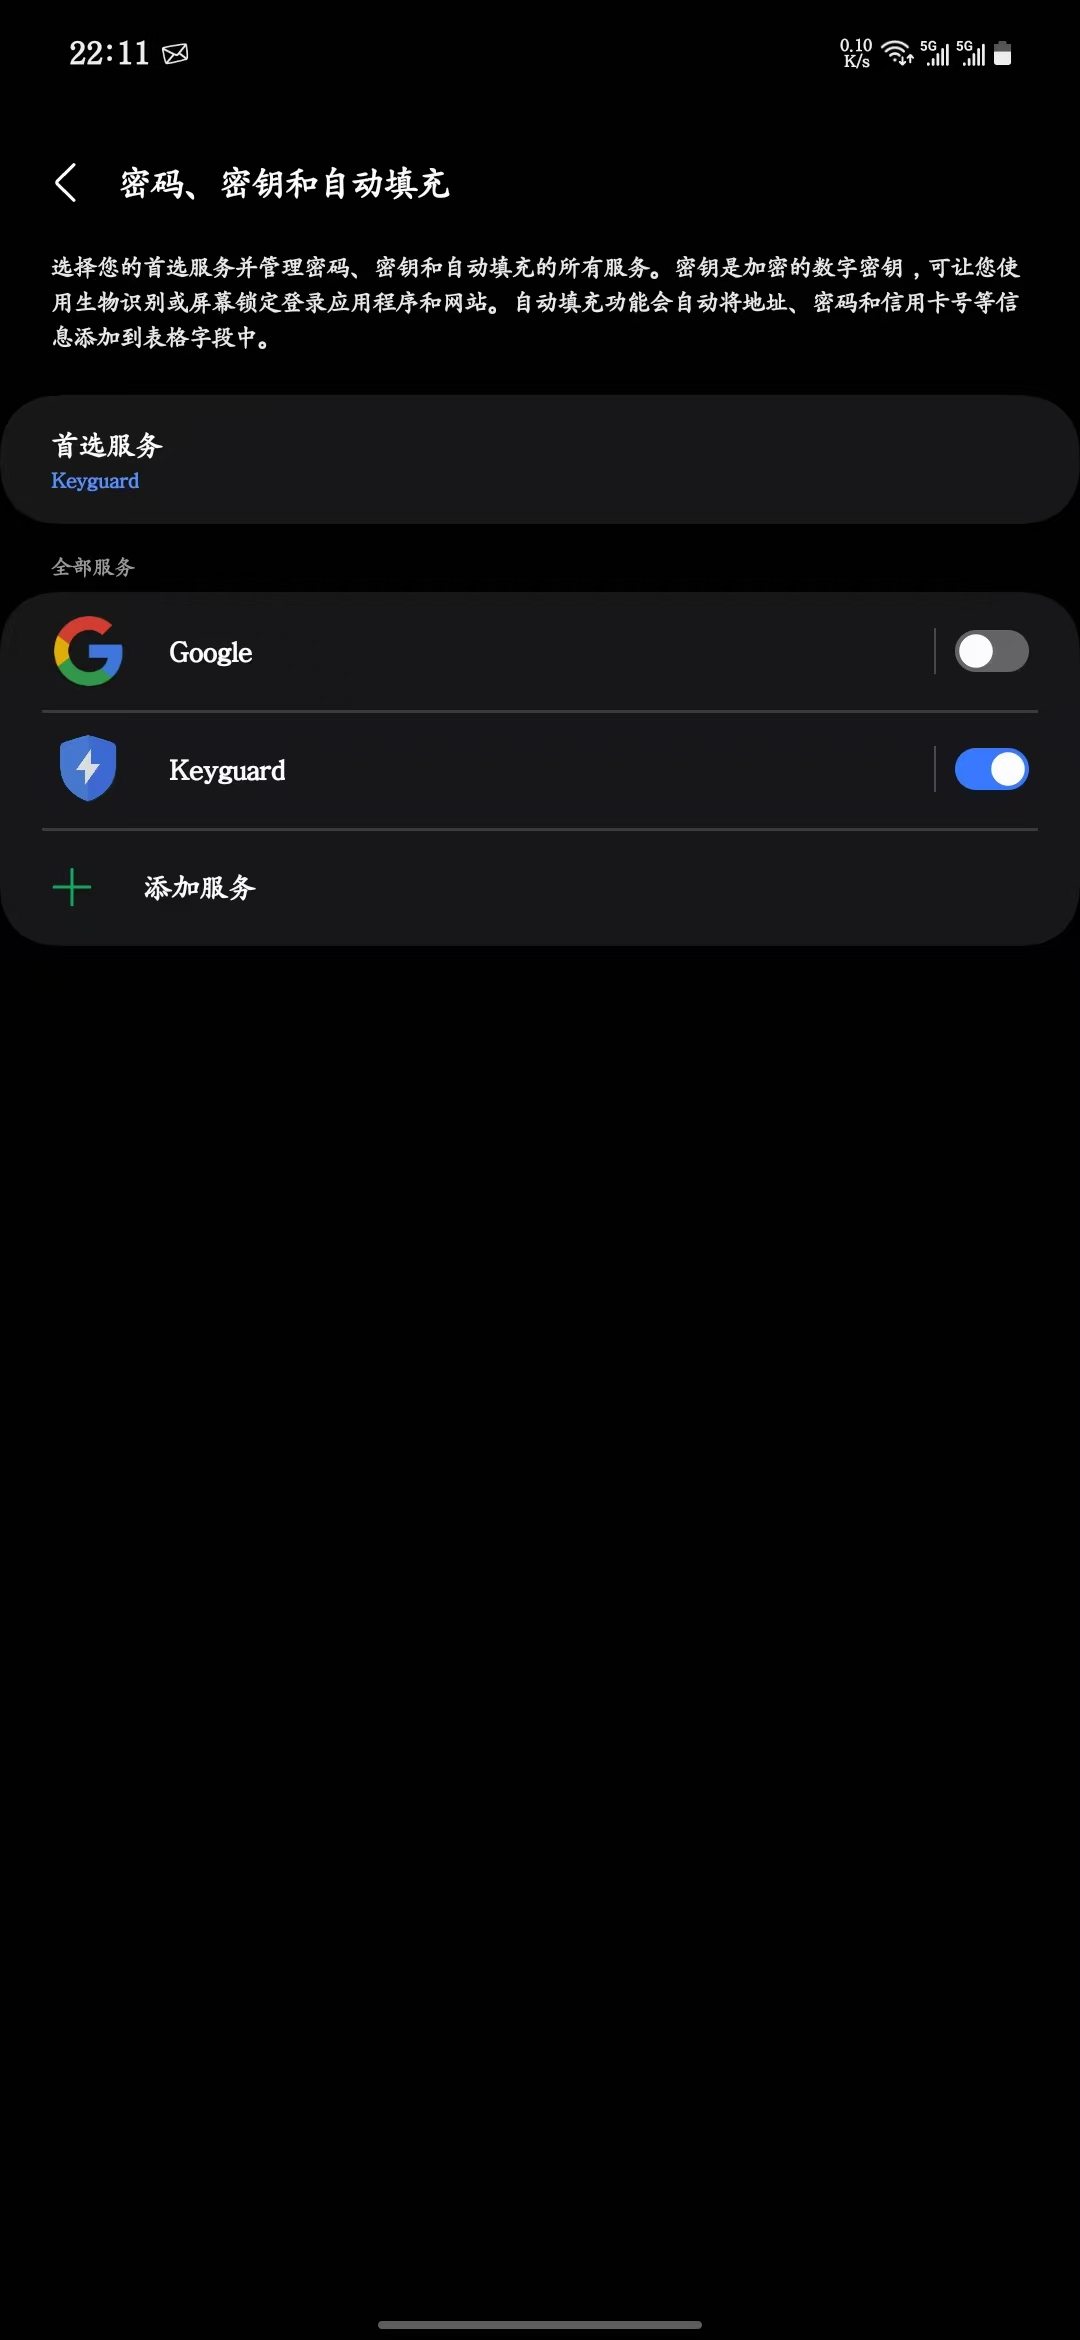 22:11
0.10 K/s 5G 5G
密码、密钥和自动填充
选择您的首选服务并管理密码、密钥和自动填充的所有服务。密钥是加密的数字密钥，可让您使
用生物识别或屏幕锁定登录应用程序和网站。自动填充功能会自动将地址、密码和信用卡号等信
息添加到表格字段中。
首选服务
Keyguard
全部服务
Google
Keyguard
添加服务